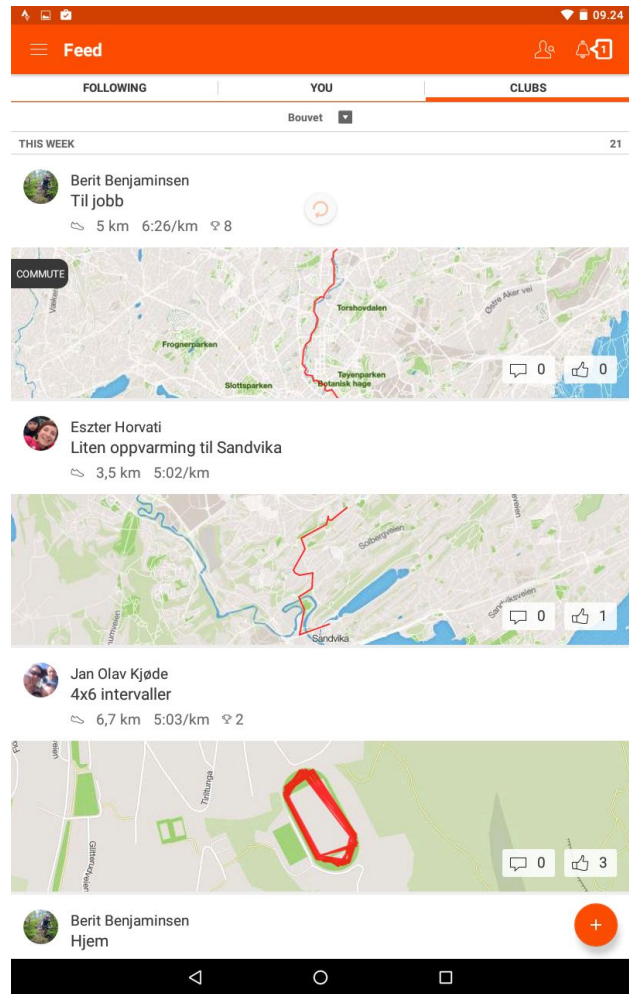 09.24
Feed
1
FOLLOWING YOU CLUBS
Bouvet
THIS WEEK 21
Berit Benjaminsen
Til jobb
5 km 6:26/km 8
COMMUTE
Østre Aker vei
Torshovdalen
Frognerparken
Tøyenparken
Slottsparken
Botanisk hage
0 0
Eszter Horvati
Liten oppvarming til Sandvika
3,5 km 5:02/km
Solbergveien
Sandviksveien
Sandvika
0 1
Jan Olav Kjøde
4x6 intervaller
6,7 km 5:03/km 2
Tirilltunga
0 3
Berit Benjaminsen
Hjem
+